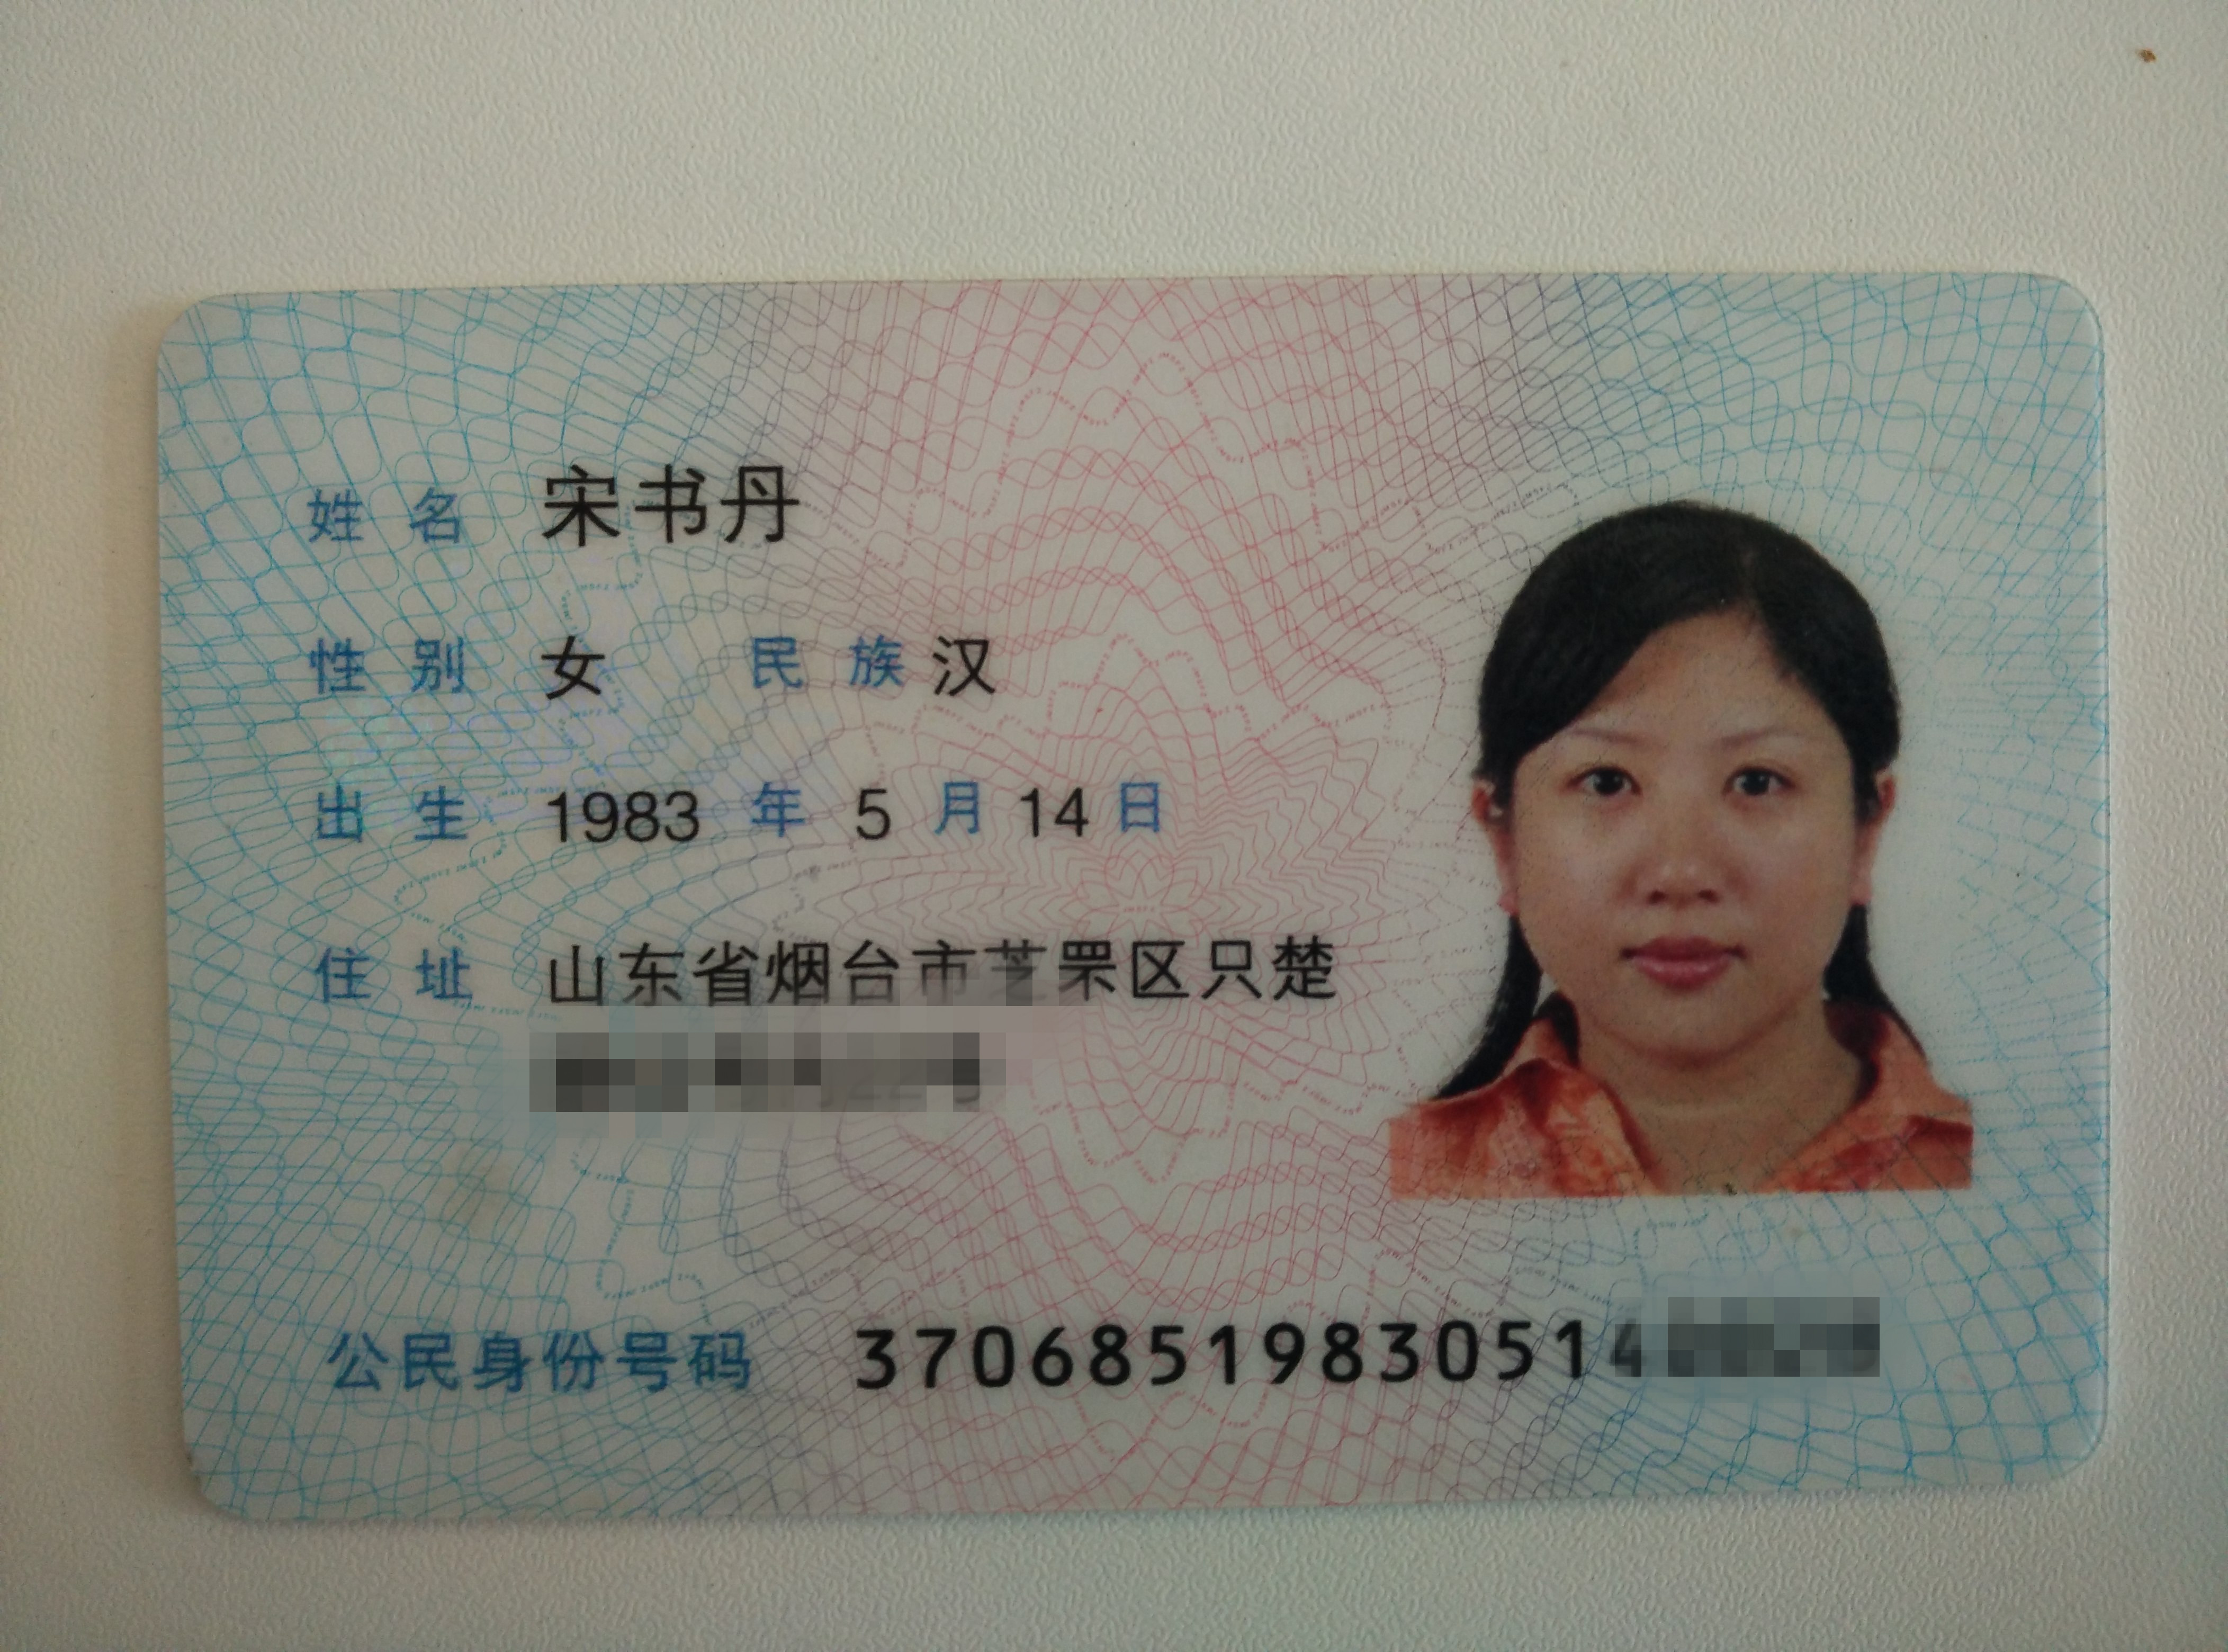 姓名 宋书丹
性别 女 民族 汉
出生 1983 年 5 月 14 日
住址 山东省烟台市芝罘区只楚
公民身份号码 37068519830514